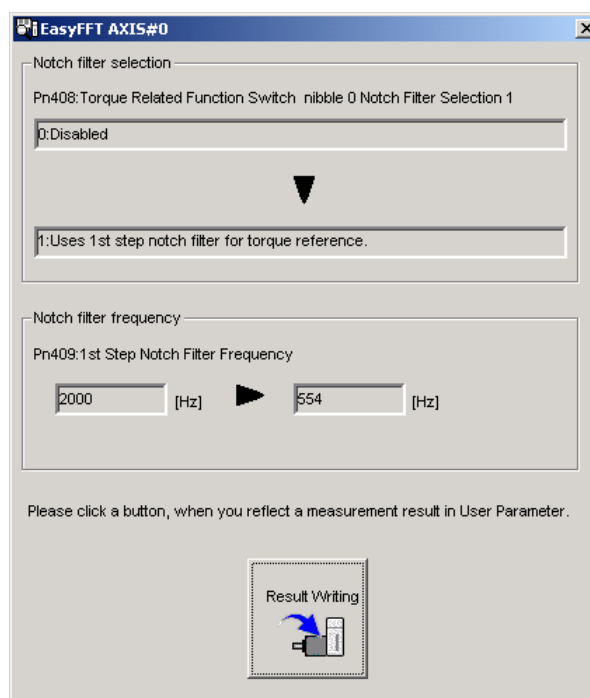 EasyFFT AXIS#0
Notch filter selection
Pn408:Torque Related Function Switch nibble 0 Notch Filter Selection 1
0:Disabled
1:Uses 1st step notch filter for torque reference.
Notch filter frequency
Pn409:1st Step Notch Filter Frequency
2000 [Hz] 554 [Hz]
Please click a button, when you reflect a measurement result in User Parameter.
Result Writing